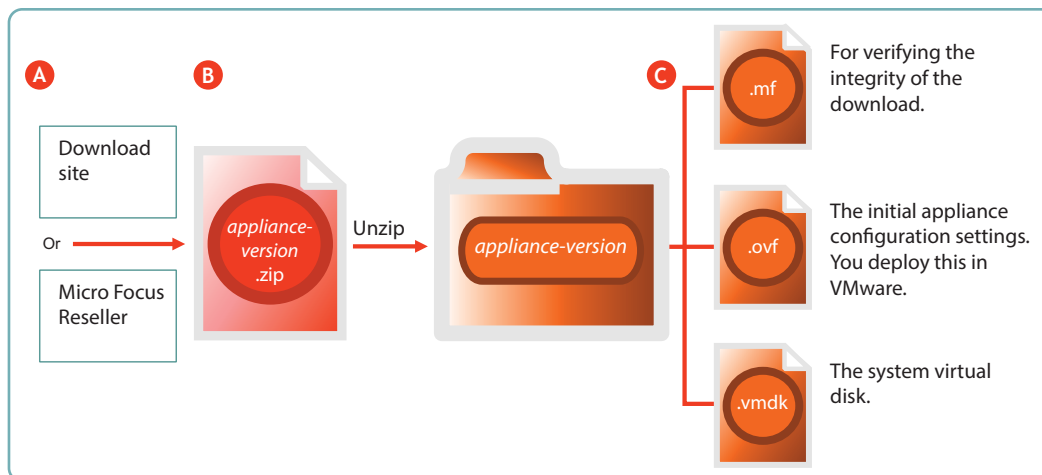 A
Download
site
Or
Micro Focus
Reseller
B
appliance-
version
.zip
Unzip
appliance-version
C
.mf
For verifying the
integrity of the
download.
.ovf
The initial appliance
configuration settings.
You deploy this in
VMware.
.vmdk
The system virtual
disk.